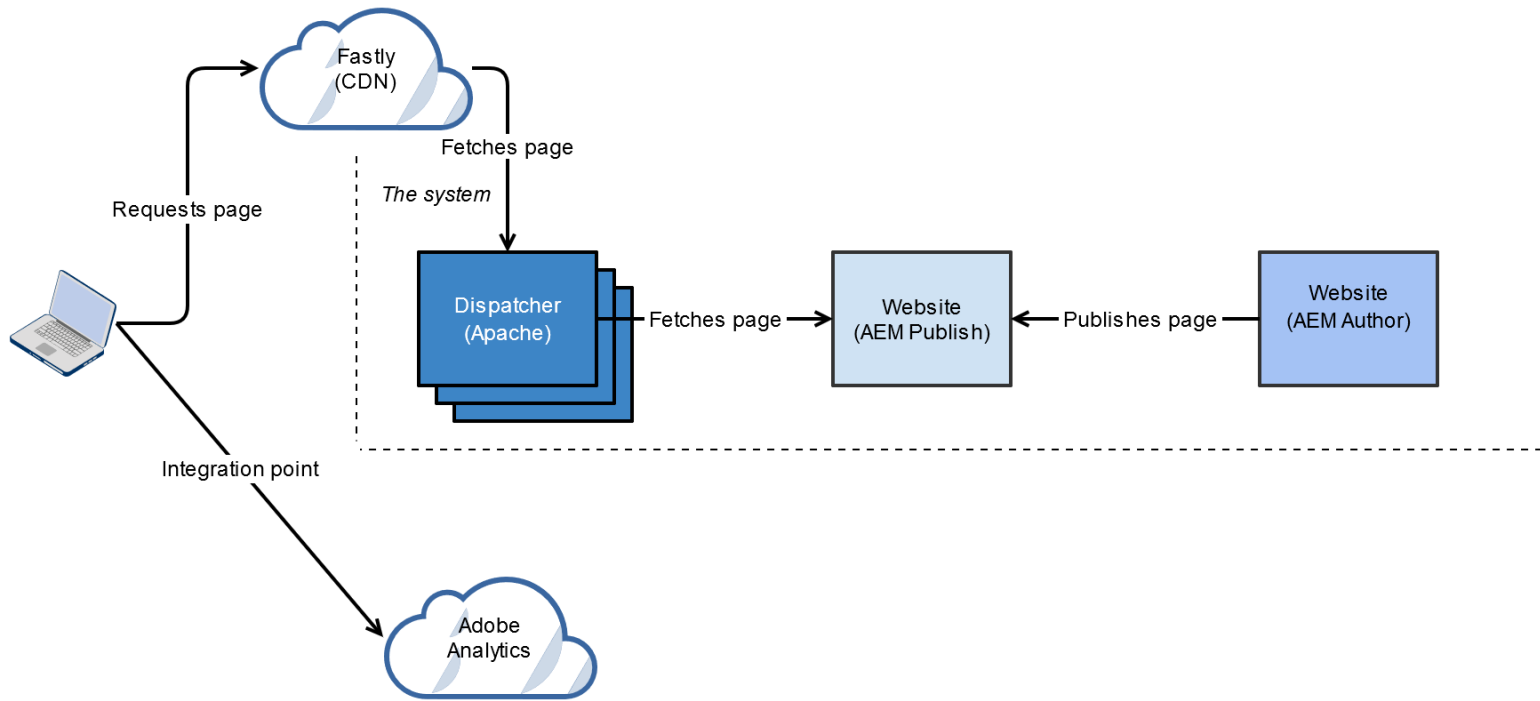 Fastly
(CDN)
Fetches page
The system
Requests page
Dispatcher
(Apache)
Fetches page
Website
(AEM Publish)
Publishes page
Website
(AEM Author)
Integration point
Adobe
Analytics